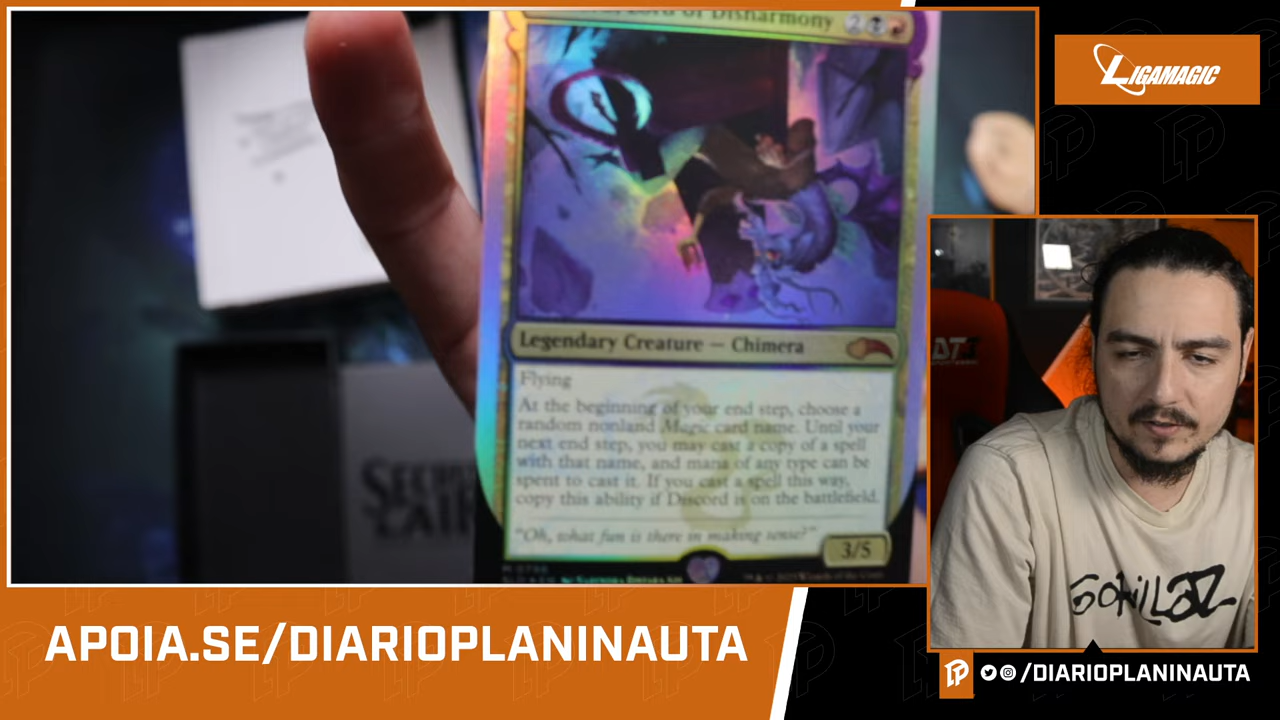 Lord of Disharmony 2
LIGAMAGIC
Legendary Creature — Chimera
Flying
At the beginning of your end step, choose a
random nonland Magic card name. Until your
next end step, you may cast a copy of a spell
with that name, and mana of any type can be
spent to cast it. If you cast a spell this way,
copy this ability if Discord is on the battlefield.
"Oh, what fun is there in making sense?"
3/5
SECRET
LAIR
GORILLAZ
APOIA.SE/DIARIOPLANINAUTA
/DIARIOPLANINAUTA